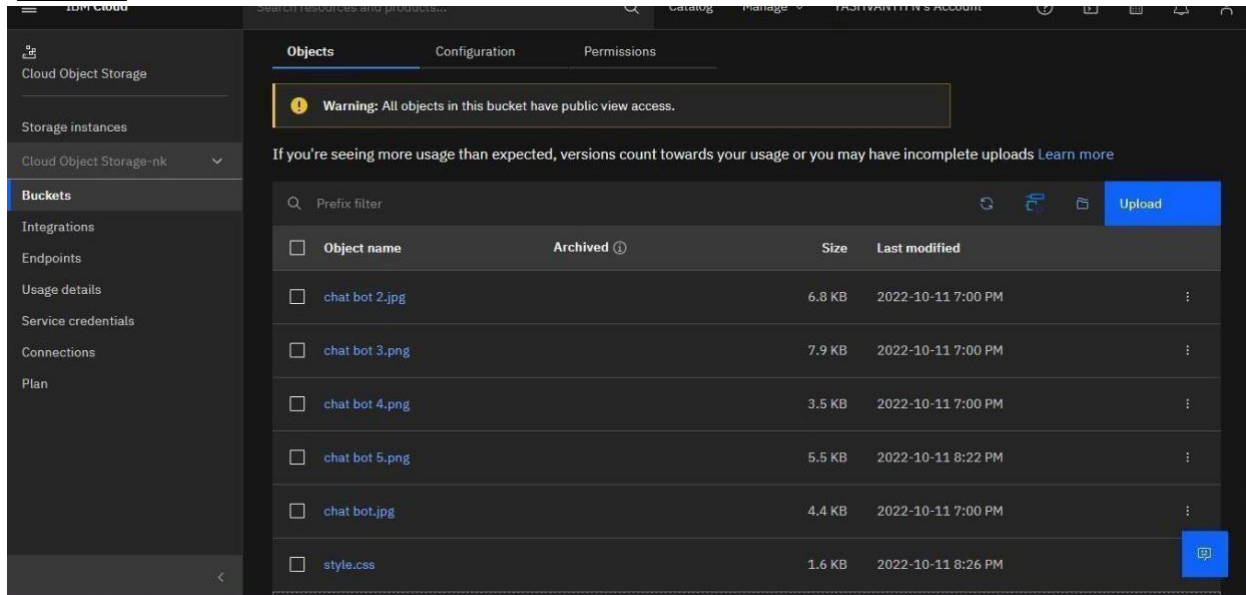 IBM Cloud
Search resources and products...
Catalog
Manage
YASHVANTH N's Account
Cloud Object Storage
Storage instances
Cloud Object Storage-nk
Buckets
Integrations
Endpoints
Usage details
Service credentials
Connections
Plan
Objects Configuration Permissions
Warning: All objects in this bucket have public view access.
If you're seeing more usage than expected, versions count towards your usage or you may have incomplete uploads Learn more
Prefix filter
Upload
Object name Archived Size Last modified
chat bot 2.jpg 6.8 KB 2022-10-11 7:00 PM
chat bot 3.png 7.9 KB 2022-10-11 7:00 PM
chat bot 4.png 3.5 KB 2022-10-11 7:00 PM
chat bot 5.png 5.5 KB 2022-10-11 8:22 PM
chat bot.jpg 4.4 KB 2022-10-11 7:00 PM
style.css 1.6 KB 2022-10-11 8:26 PM